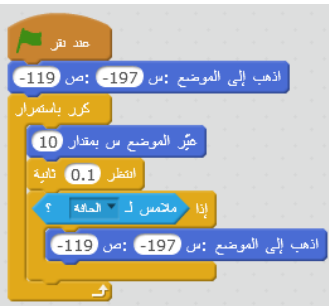 عند نقر
اذهب إلى الموضع :س -197 :ص -119
كرر باستمرار
غيّر الموضع س بمقدار 10
انتظر 0.1 ثانية
إذا ملامس لـ الحافة ؟
اذهب إلى الموضع :س -197 :ص -119